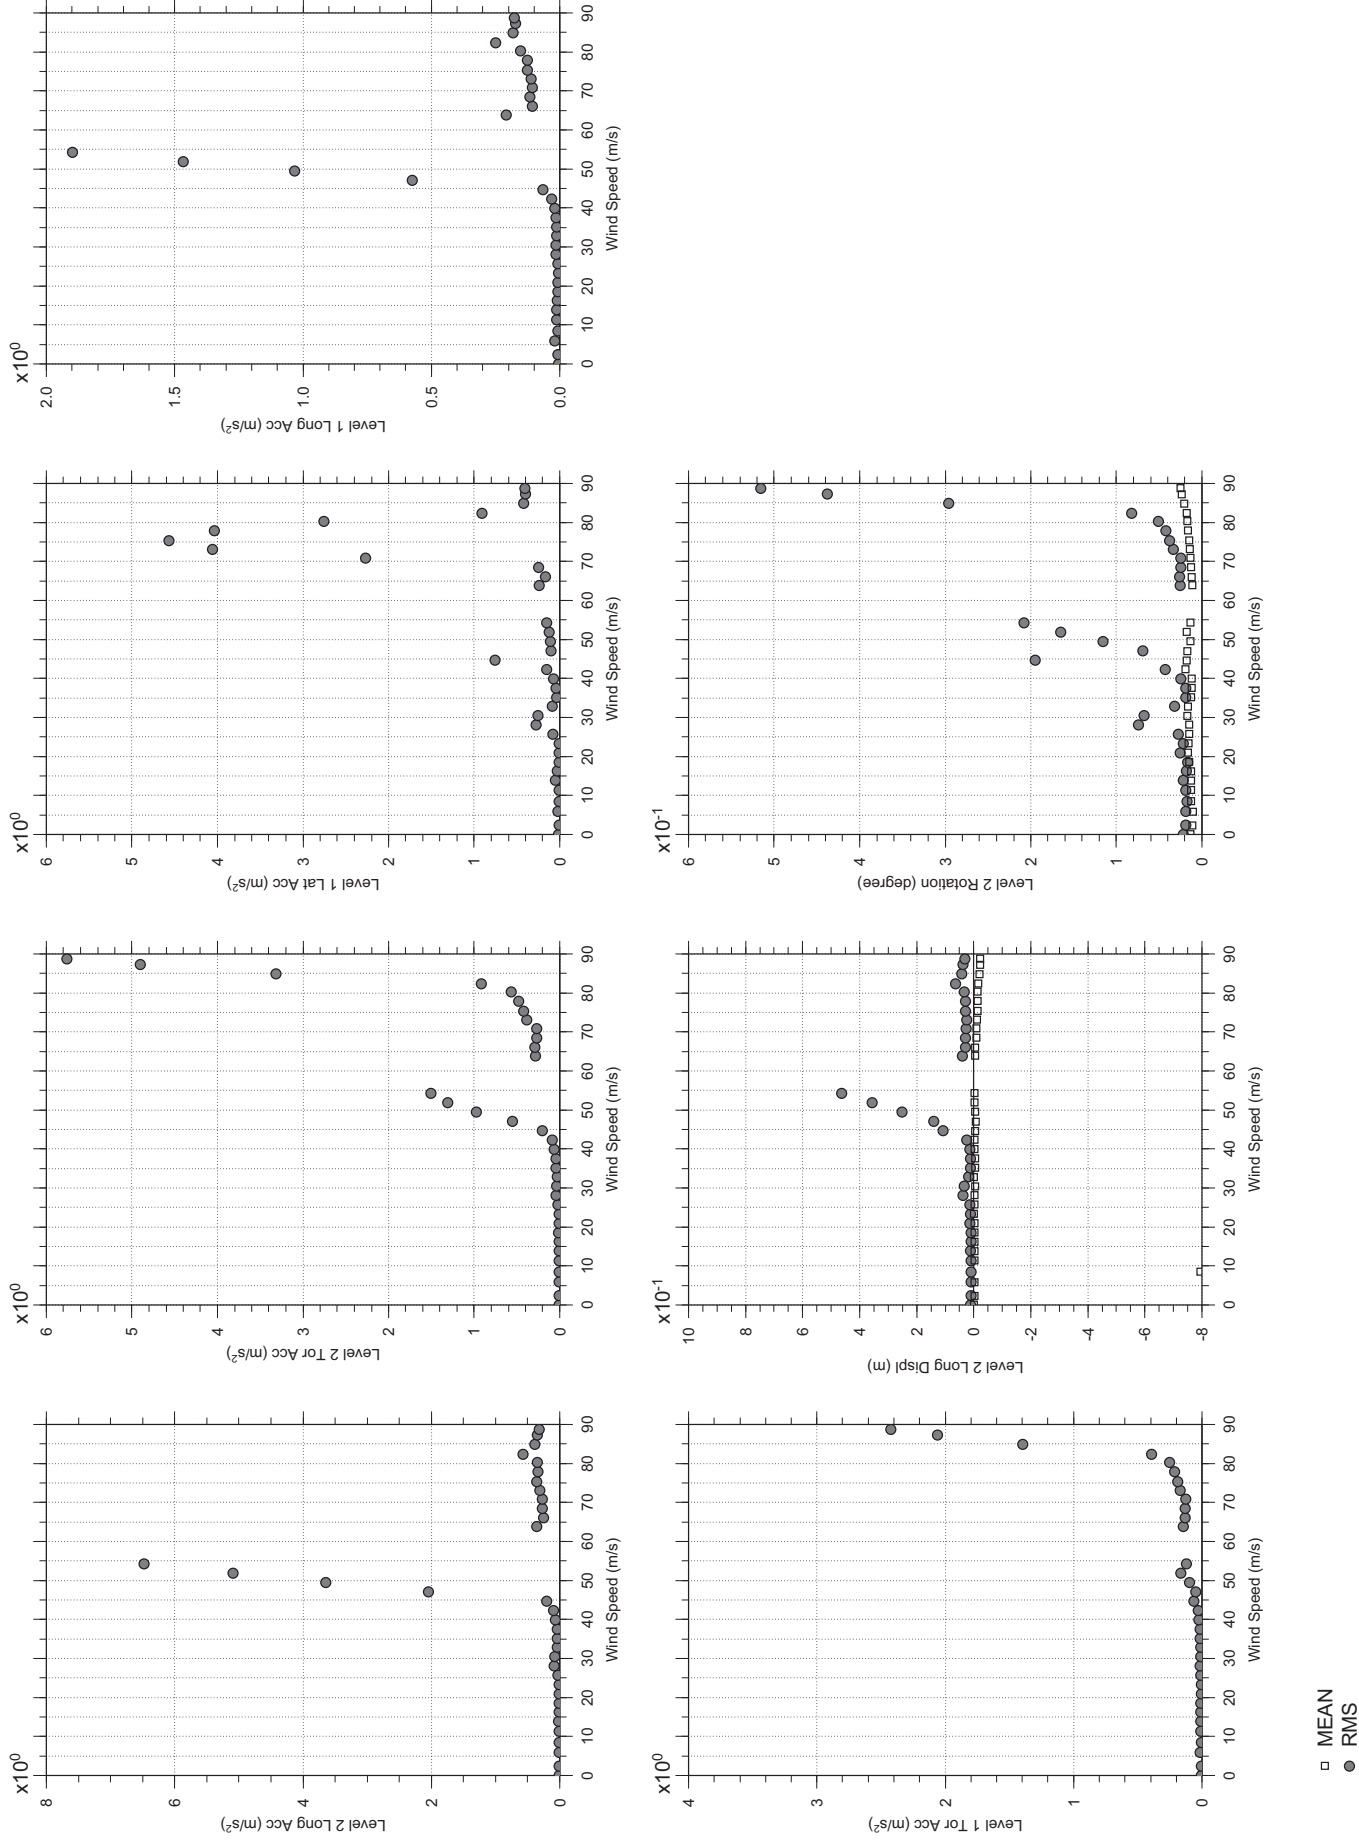 x10⁰
8
6
4
2
0
Level 2 Long Acc (m/s²)
0 10 20 30 40 50 60 70 80 90
Wind Speed (m/s)
x10⁰
6
5
4
3
2
1
0
Level 2 Tor Acc (m/s²)
0 10 20 30 40 50 60 70 80 90
Wind Speed (m/s)
x10⁰
6
5
4
3
2
1
0
Level 1 Lat Acc (m/s²)
0 10 20 30 40 50 60 70 80 90
Wind Speed (m/s)
x10⁰
2.0
1.5
1.0
0.5
0.0
Level 1 Long Acc (m/s²)
0 10 20 30 40 50 60 70 80 90
Wind Speed (m/s)
x10⁰
4
3
2
1
0
Level 1 Tor Acc (m/s²)
0 10 20 30 40 50 60 70 80 90
Wind Speed (m/s)
x10⁻¹
10
8
6
4
2
0
-2
-4
-6
-8
Level 2 Long Displ (m)
0 10 20 30 40 50 60 70 80 90
Wind Speed (m/s)
x10⁻¹
6
5
4
3
2
1
0
Level 2 Rotation (degree)
0 10 20 30 40 50 60 70 80 90
Wind Speed (m/s)
MEAN
RMS